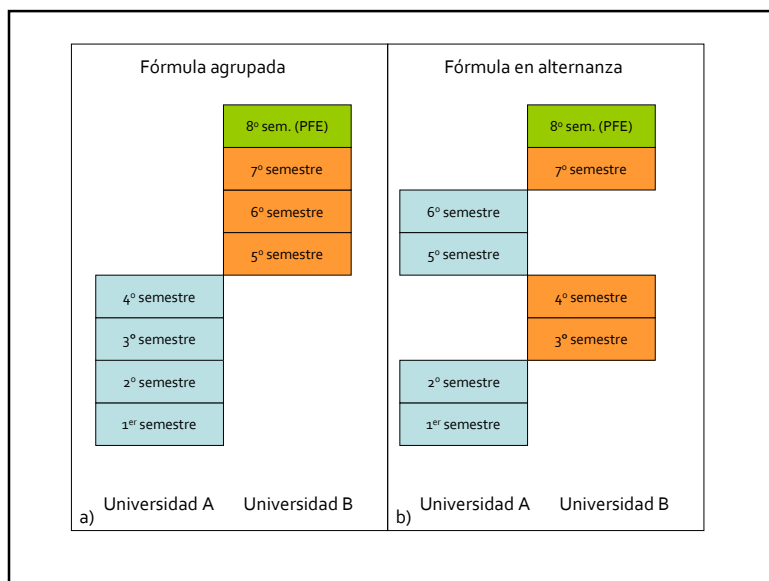 Fórmula agrupada
8º sem. (PFE)
7º semestre
6º semestre
5º semestre
4º semestre
3º semestre
2º semestre
1er semestre
a) Universidad A Universidad B
Fórmula en alternanza
8º sem. (PFE)
7º semestre
6º semestre
5º semestre
4º semestre
3º semestre
2º semestre
1er semestre
b) Universidad A Universidad B